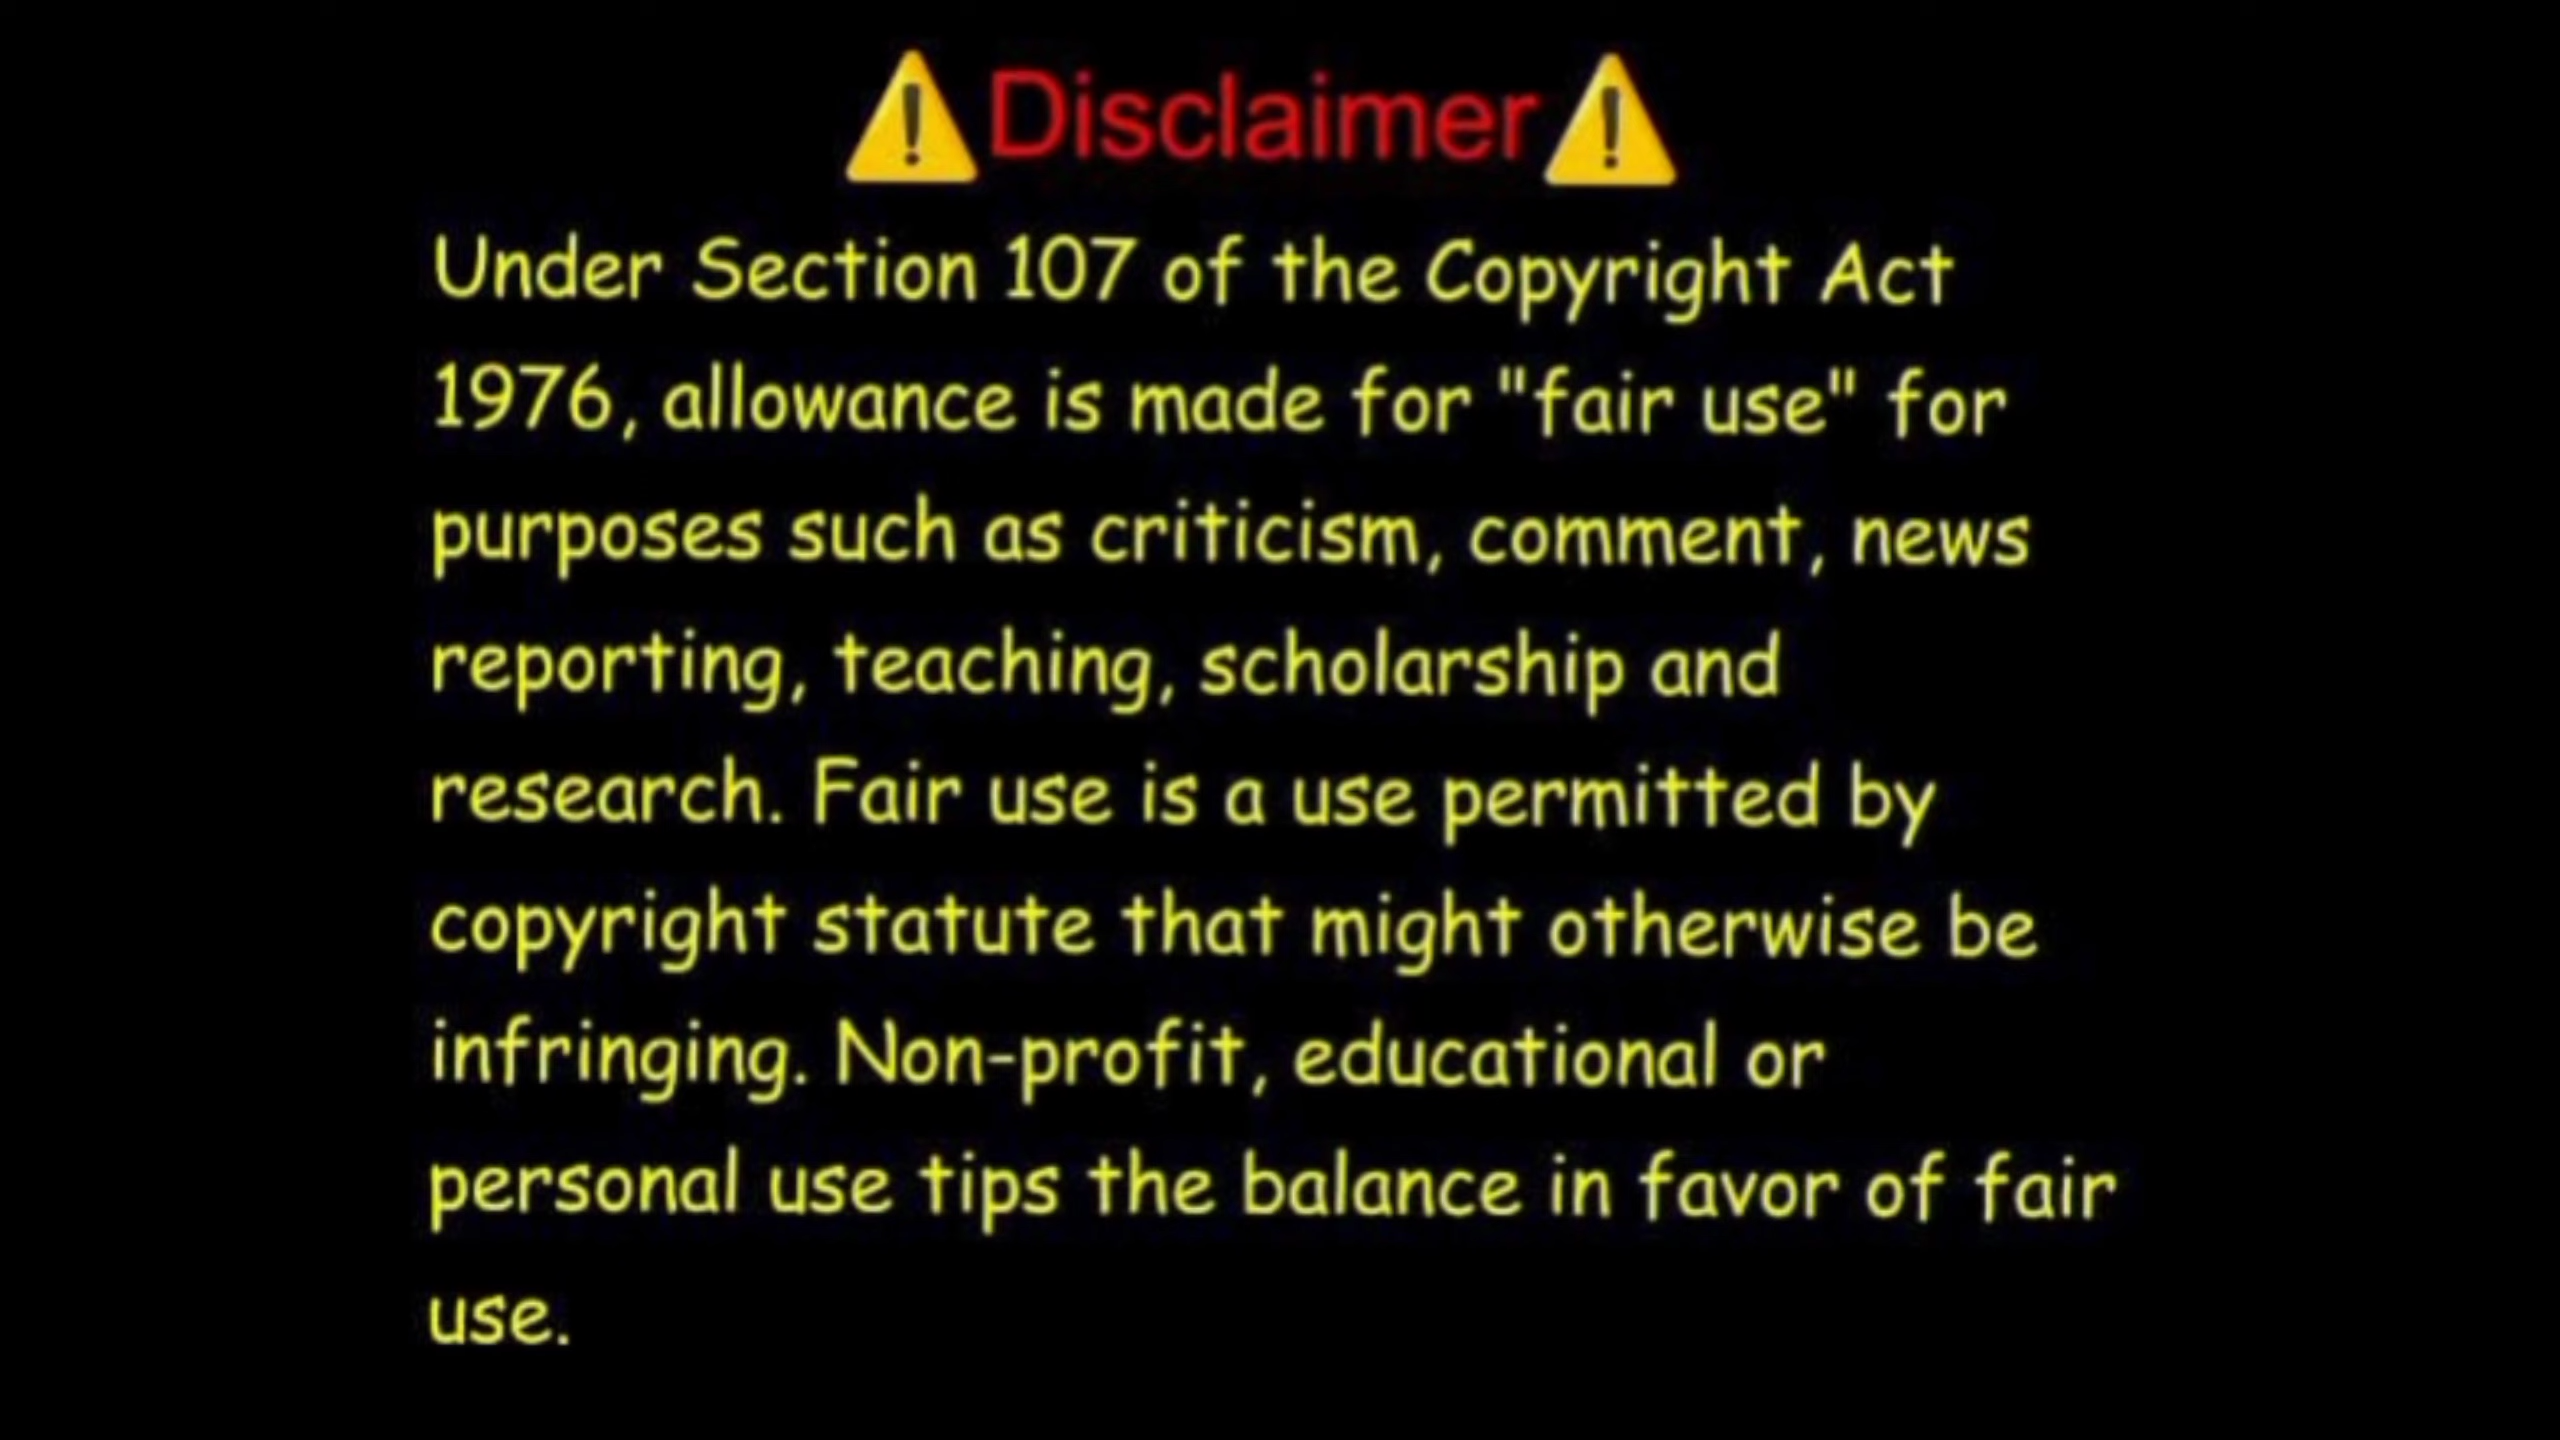 ⚠️Disclaimer⚠️
Under Section 107 of the Copyright Act
1976, allowance is made for "fair use" for
purposes such as criticism, comment, news
reporting, teaching, scholarship and
research. Fair use is a use permitted by
copyright statute that might otherwise be
infringing. Non-profit, educational or
personal use tips the balance in favor of fair
use.